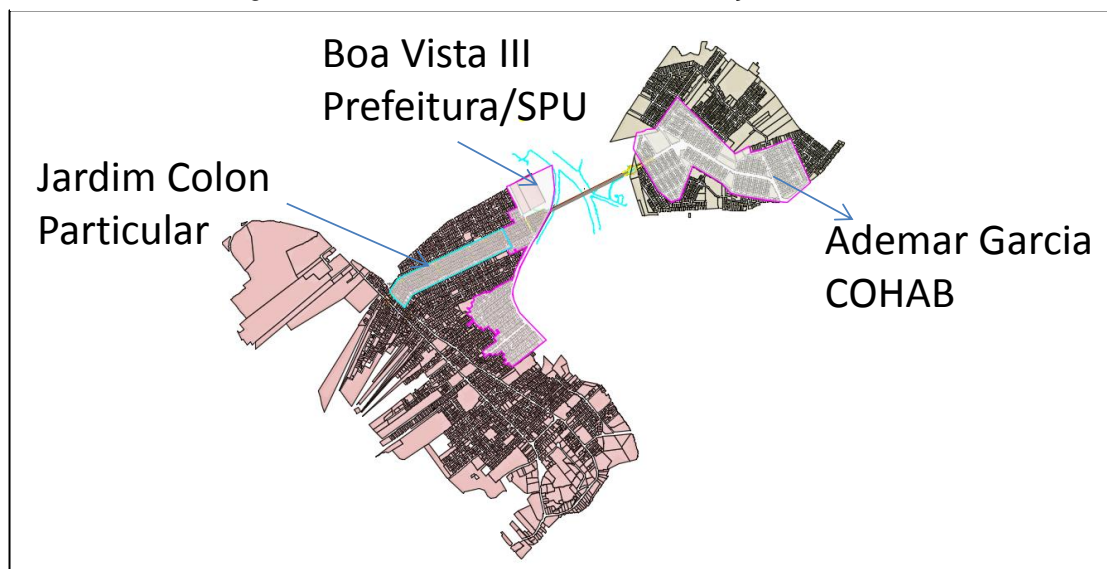 Boa Vista III
Prefeitura/SPU
Jardim Colon
Particular
Ademar Garcia
COHAB